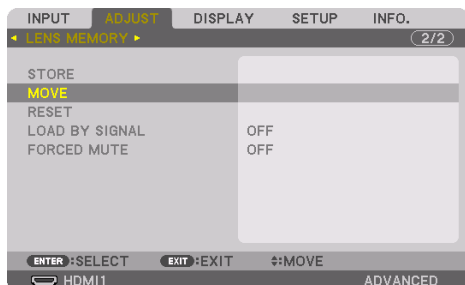 INPUT ADJUST DISPLAY SETUP INFO.
LENS MEMORY 2/2
STORE
MOVE
RESET
LOAD BY SIGNAL OFF
FORCED MUTE OFF
ENTER :SELECT EXIT :EXIT :MOVE
HDMI1 ADVANCED